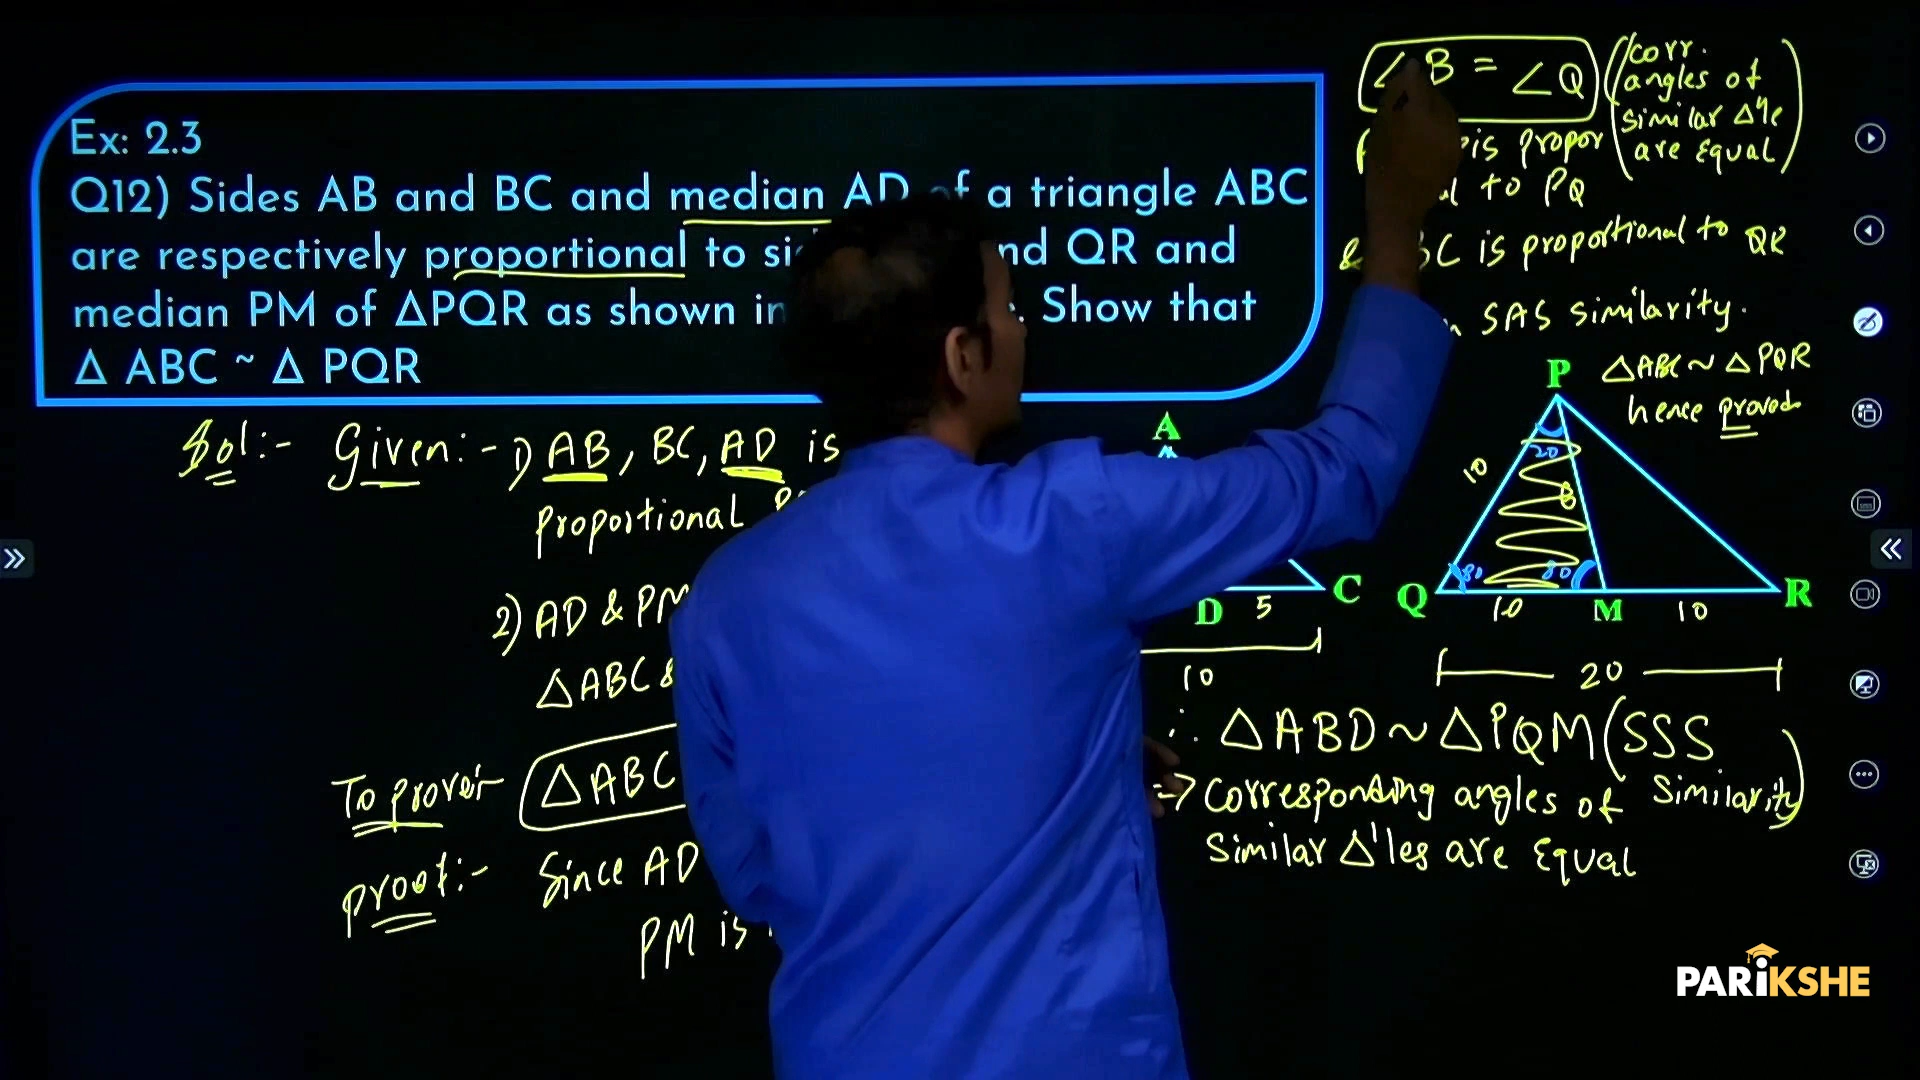 Ex: 2.3
Q12) Sides AB and BC and median AD of a triangle ABC
are respectively proportional to nd QR and
median PM of ΔPQR as shown in . Show that
Δ ABC ~ Δ PQR
Sol:- Given:- 1) AB, BC, AD is
proportional
2) AD & PM
ΔABC &
To prove:- ΔABC
proof:- Since AD
PM is
∠B = ∠Q
(corr.
angles of
similar Δ'le
are Equal)
is propor
to PQ
& BC is proportional to QR
SAS similarity.
ΔABC ~ ΔPQR
hence proved
A
D 5 C
10
P
10
20
80 80
Q 10 M 10 R
20
∴ ΔABD ~ ΔPQM (SSS
Similarity)
=> Corresponding angles of
Similar Δ'les are Equal
PARIKSHE